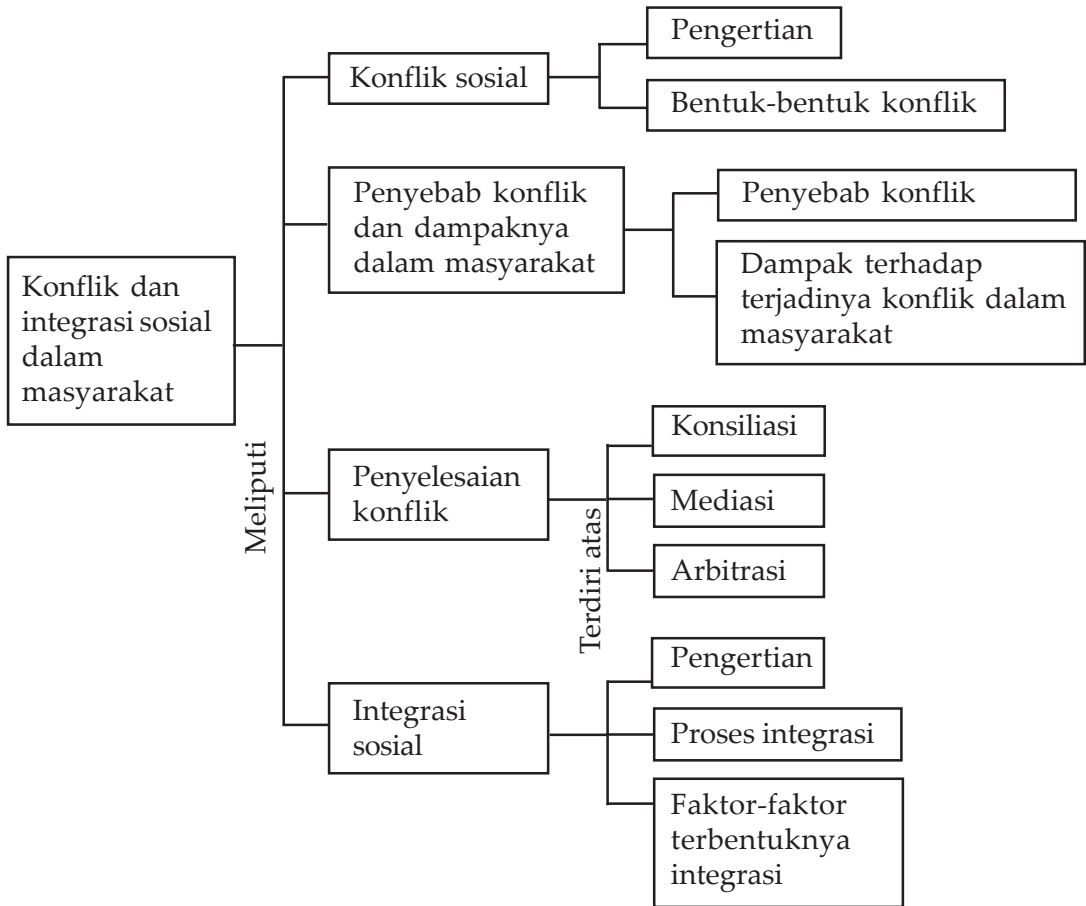 Konflik dan
integrasi sosial
dalam
masyarakat
Meliputi
Konflik sosial
Pengertian
Bentuk-bentuk konflik
Penyebab konflik
dan dampaknya
dalam masyarakat
Penyebab konflik
Dampak terhadap
terjadinya konflik dalam
masyarakat
Penyelesaian
konflik
Terdiri atas
Konsiliasi
Mediasi
Arbitrasi
Integrasi
sosial
Pengertian
Proses integrasi
Faktor-faktor
terbentuknya
integrasi